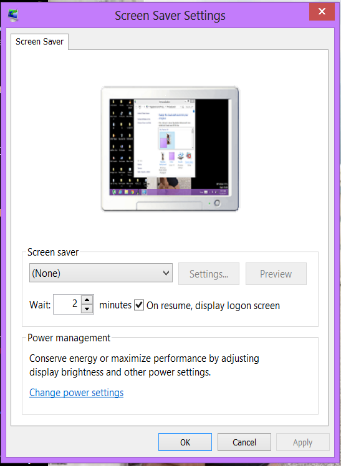 Screen Saver Settings
Screen Saver
Screen saver
(None)
Settings...
Preview
Wait: 2 minutes On resume, display logon screen
Power management
Conserve energy or maximize performance by adjusting
display brightness and other power settings.
Change power settings
OK
Cancel
Apply